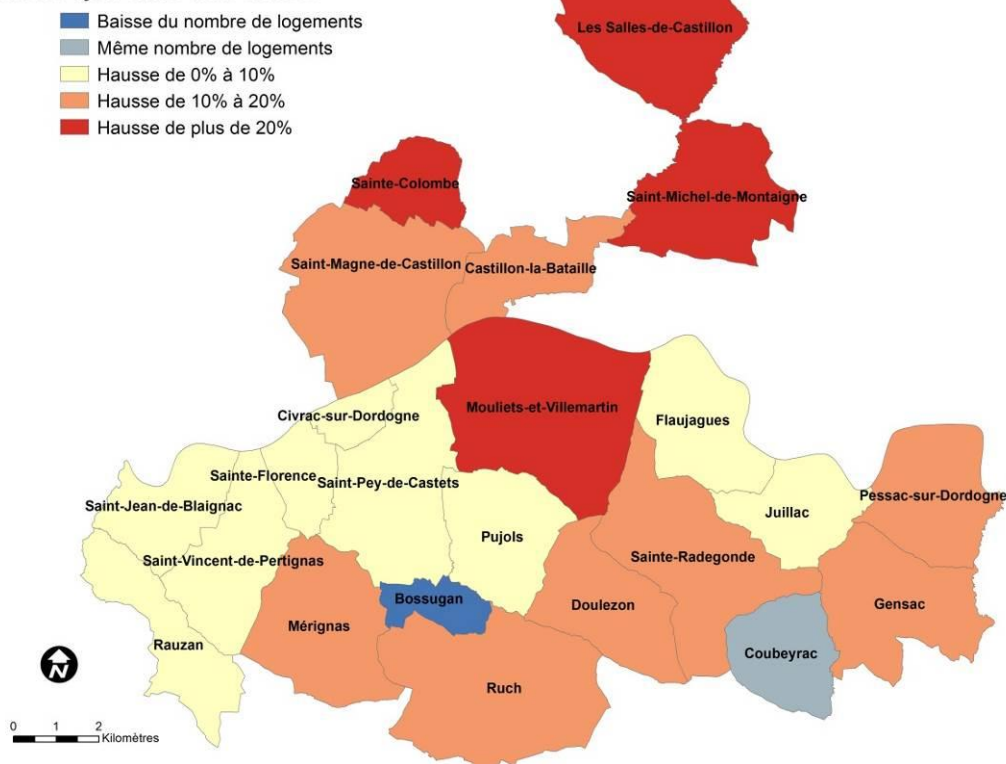 Baisse du nombre de logements
Même nombre de logements
Hausse de 0% à 10%
Hausse de 10% à 20%
Hausse de plus de 20%
Les Salles-de-Castillon
Sainte-Colombe
Saint-Michel-de-Montaigne
Saint-Magne-de-Castillon
Castillon-la-Bataille
Civrac-sur-Dordogne
Mouliets-et-Villemartin
Flaujagues
Sainte-Florence
Saint-Pey-de-Castets
Saint-Jean-de-Blaignac
Pessac-sur-Dordogne
Juillac
Pujols
Saint-Vincent-de-Pertignas
Sainte-Radegonde
Bossugan
Doulezon
Gensac
Mérignas
Rauzan
Coubeyrac
Ruch
N
0 1 2
Kilomètres